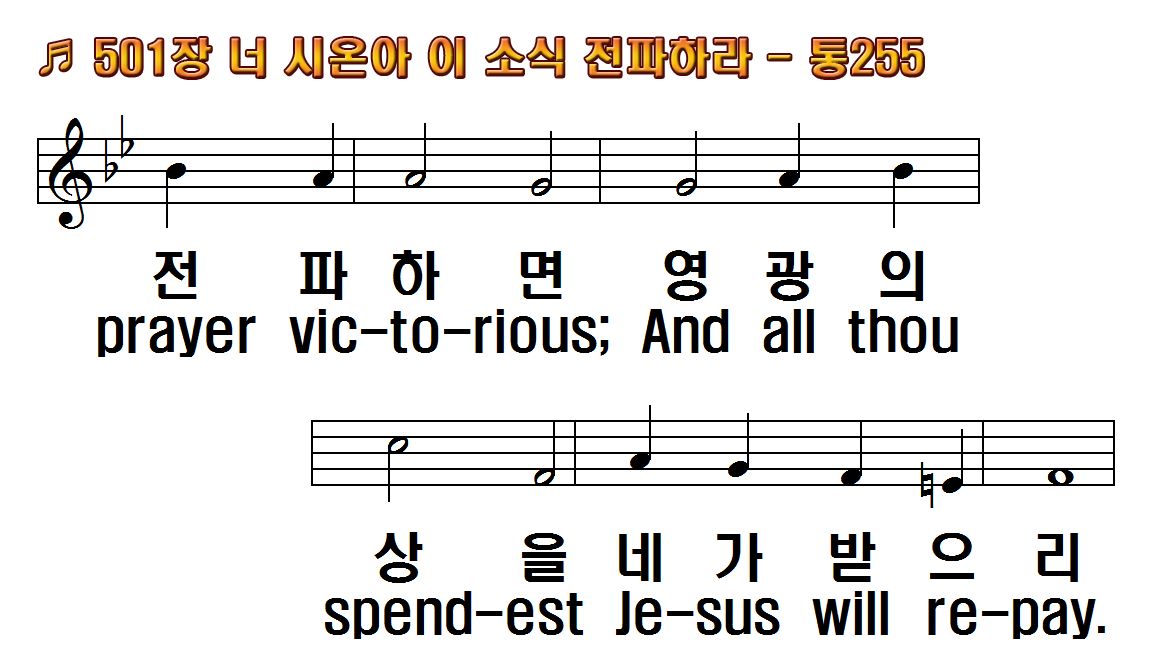 ♬ 501장 너 시온아 이 소식 전파하라 - 통255
전 파 하 면 영 광 의
prayer vic-to-rious; And all thou
상 을 네 가 받 으 리
spend-est Je-sus will re-pay.